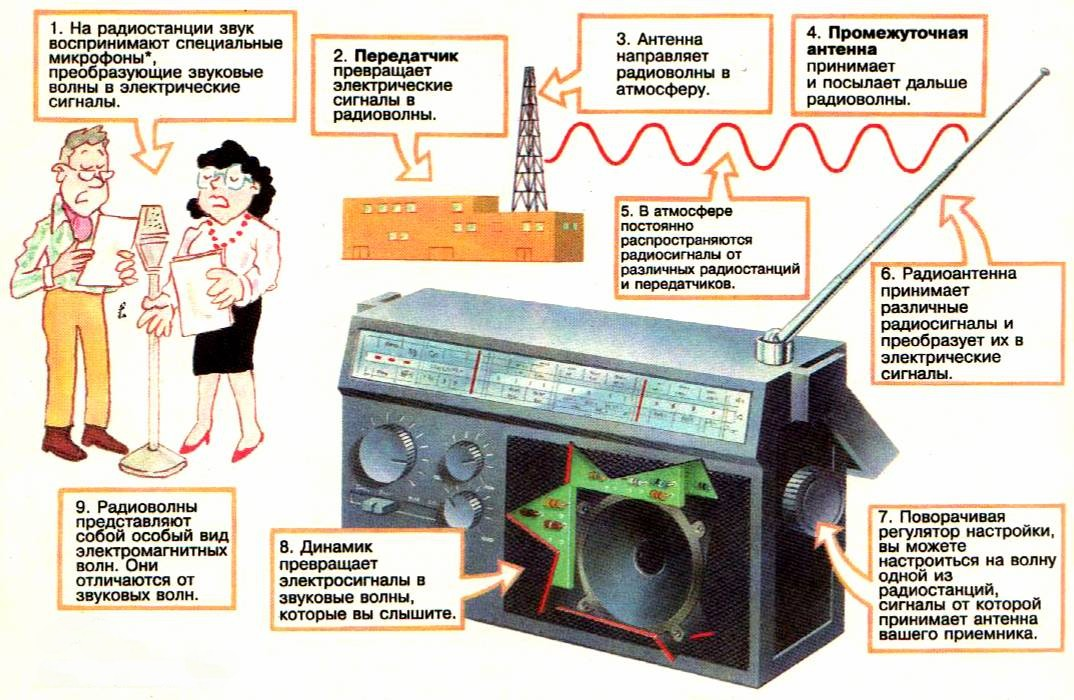 1. На радиостанции звук
воспринимают специальные
микрофоны*,
преобразующие звуковые
волны в электрические
сигналы.
2. Передатчик
превращает
электрические
сигналы в
радиоволны.
3. Антенна
направляет
радиоволны в
атмосферу.
4. Промежуточная
антенна
принимает
и посылает дальше
радиоволны.
5. В атмосфере
постоянно
распространяются
радиосигналы от
различных радиостанций
и передатчиков.
6. Радиоантенна
принимает
различные
радиосигналы и
преобразует их в
электрические
сигналы.
7. Поворачивая
регулятор настройки,
вы можете
настроиться на волну
одной из
радиостанций,
сигналы от которой
принимает антенна
вашего приемника.
8. Динамик
превращает
электросигналы в
звуковые волны,
которые вы слышите.
9. Радиоволны
представляют
собой особый вид
электромагнитных
волн. Они
отличаются от
звуковых волн.